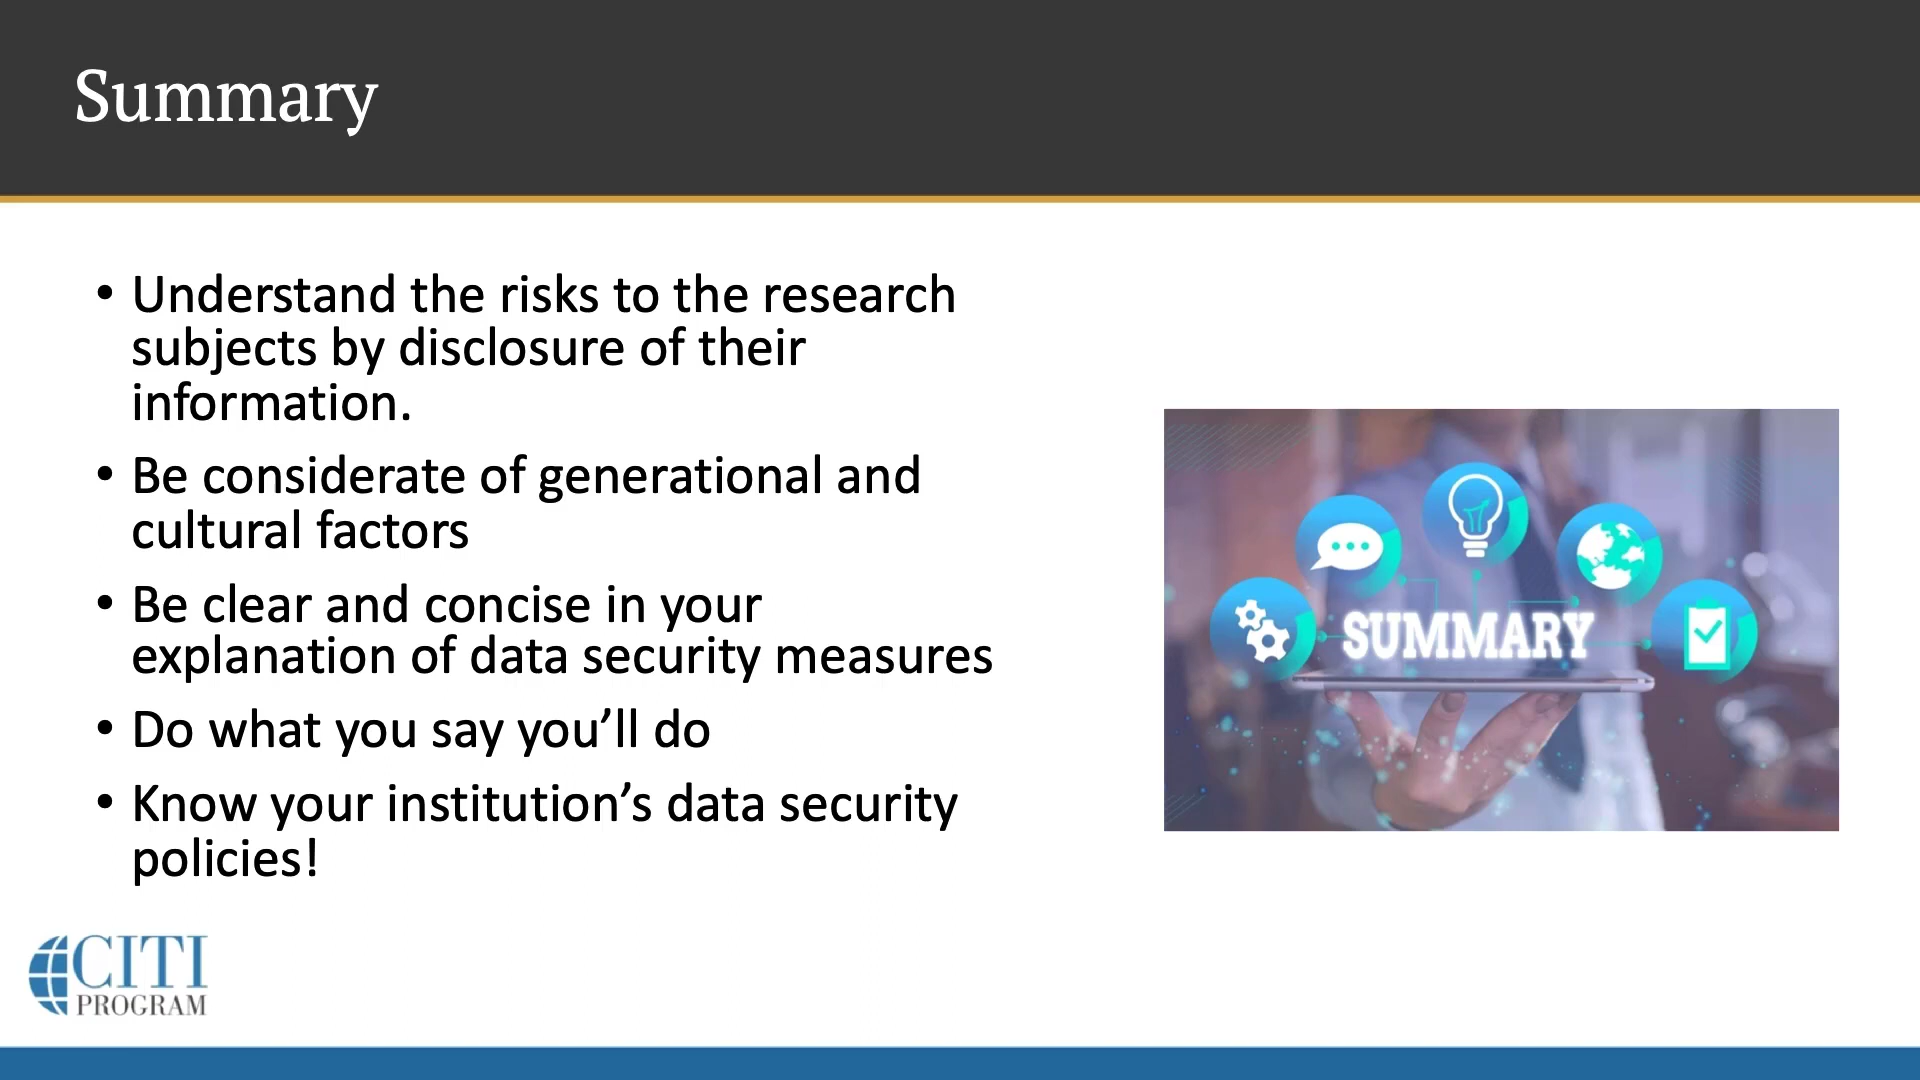 Summary
• Understand the risks to the research
subjects by disclosure of their
information.
• Be considerate of generational and
cultural factors
• Be clear and concise in your
explanation of data security measures
• Do what you say you’ll do
• Know your institution’s data security
policies!
SUMMARY
CITI
PROGRAM